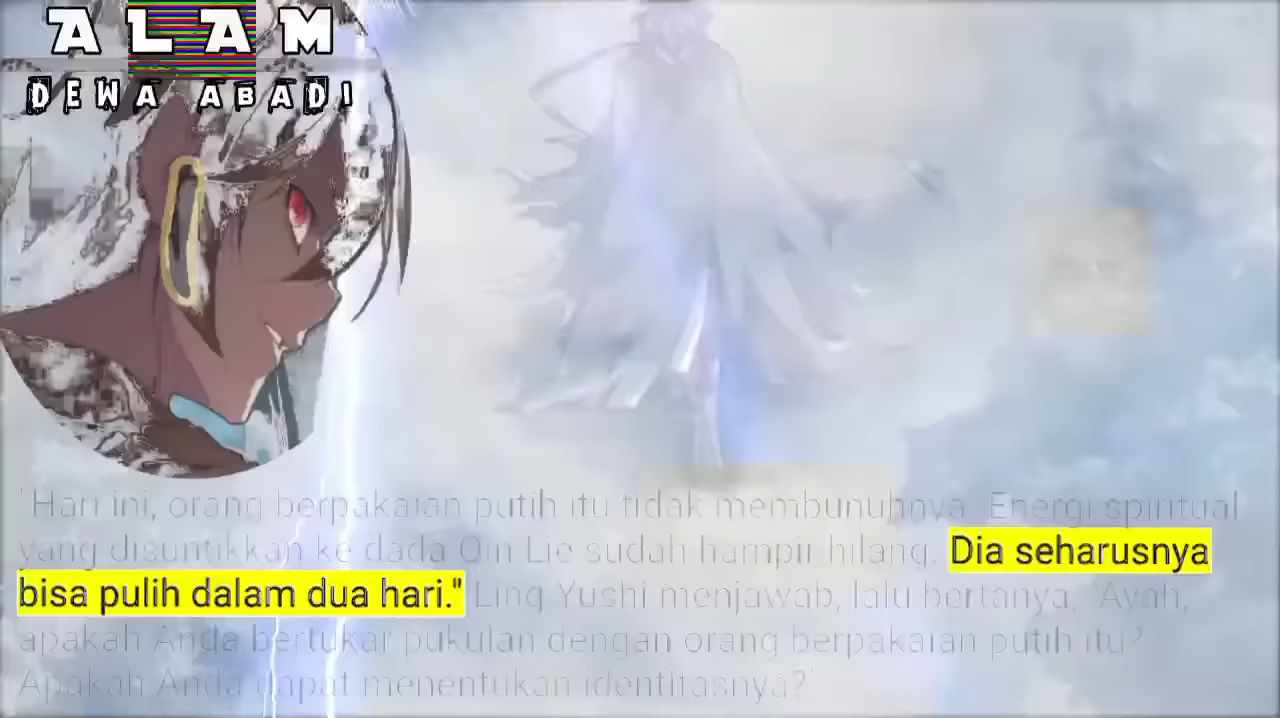 ALAM
DEWA ABADI
"Hari ini, orang berpakaian putih itu tidak membunuhnya. Energi spiritual
yang disuntikkan ke dada Qin Lie sudah hampir hilang. Dia seharusnya
bisa pulih dalam dua hari." Ling Yushi menjawab, lalu bertanya, "Ayah,
apakah Anda bertukar pukulan dengan orang berpakaian putih itu?
Apakah Anda dapat menentukan identitasnya?"